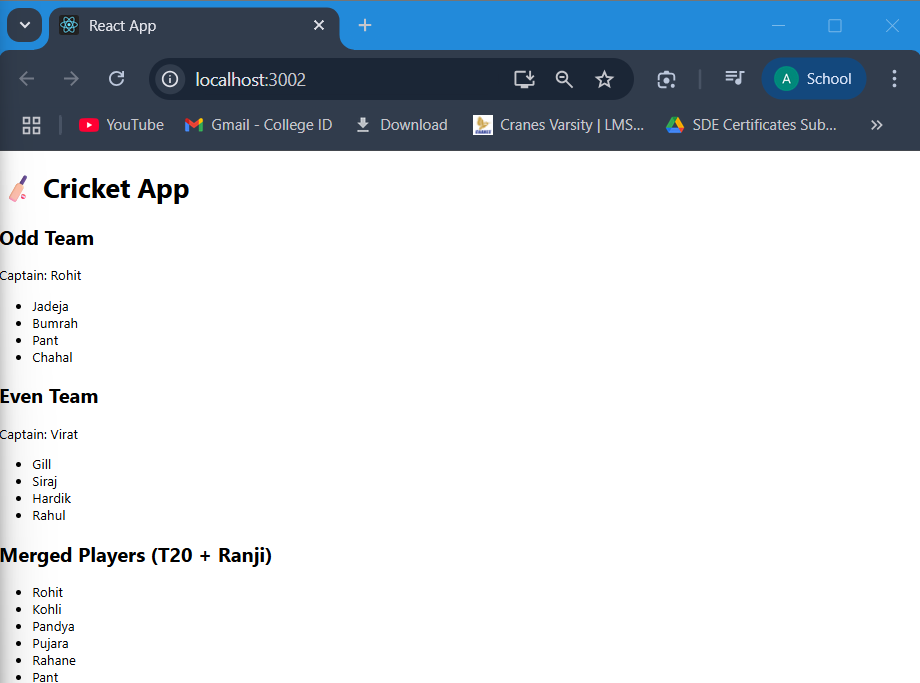 React App
localhost:3002
A School
YouTube
Gmail - College ID
Download
Cranes Varsity | LMS...
SDE Certificates Sub...
Cricket App
Odd Team
Captain: Rohit
Jadeja
Bumrah
Pant
Chahal
Even Team
Captain: Virat
Gill
Siraj
Hardik
Rahul
Merged Players (T20 + Ranji)
Rohit
Kohli
Pandya
Pujara
Rahane
Pant